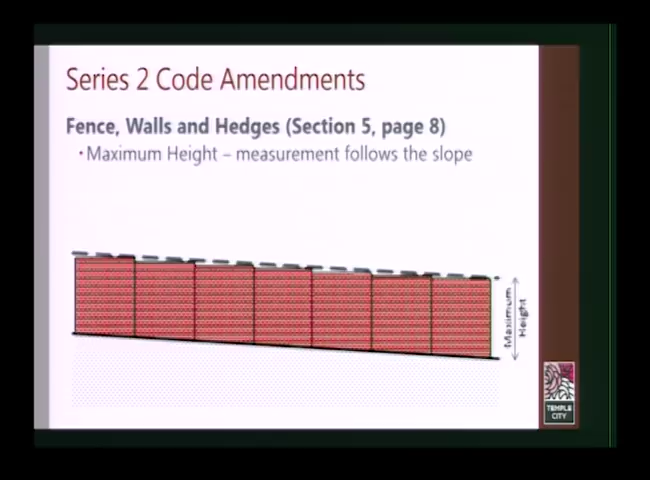 Series 2 Code Amendments
Fence, Walls and Hedges (Section 5, page 8)
• Maximum Height – measurement follows the slope
Maximum
Height
TEMPLE
CITY